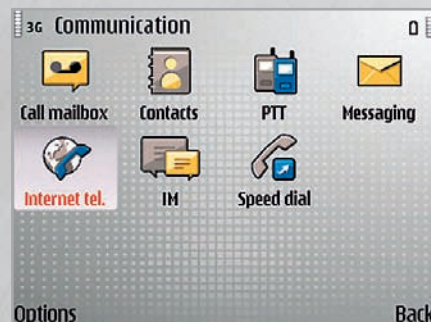 3G Communication
Call mailbox Contacts PTT Messaging
Internet tel. IM Speed dial
Options Back